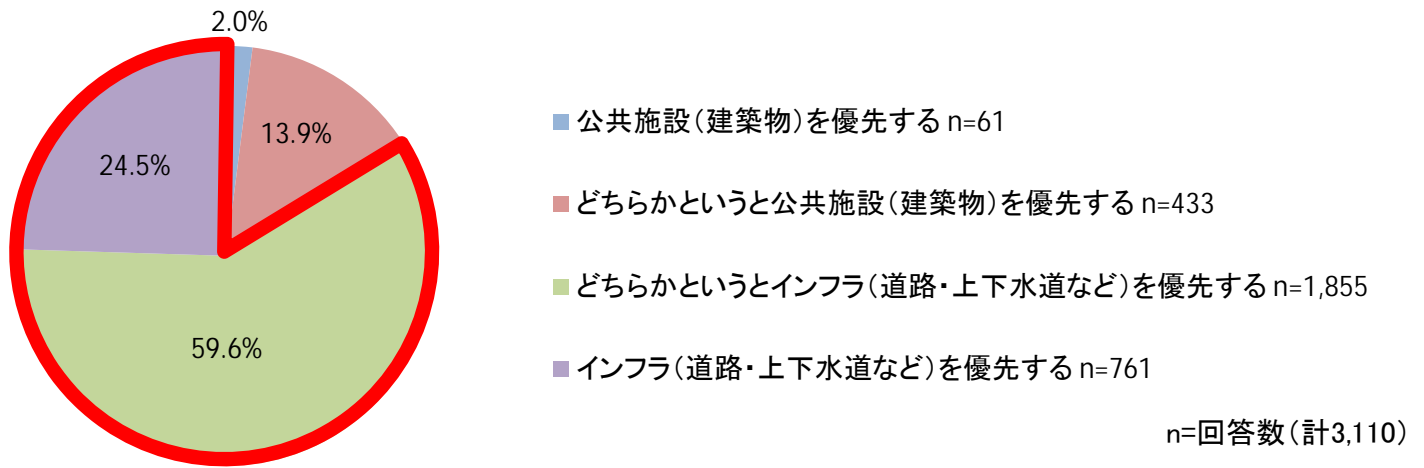 2.0%
13.9%
24.5%
59.6%
公共施設(建築物)を優先する n=61
どちらかというと公共施設(建築物)を優先する n=433
どちらかというとインフラ(道路・上下水道など)を優先する n=1,855
インフラ(道路・上下水道など)を優先する n=761
n=回答数(計3,110)